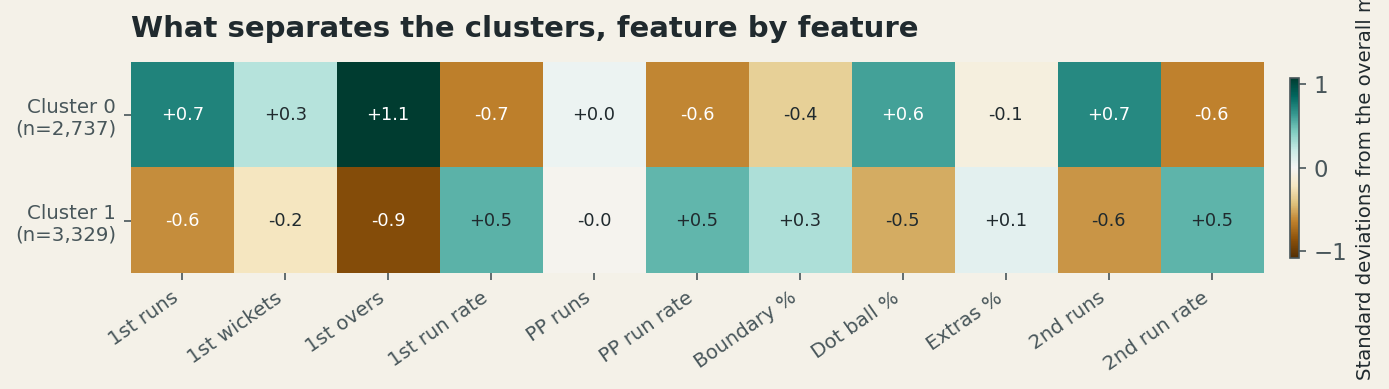 What separates the clusters, feature by feature
Cluster 0
(n=2,737)
+0.7 +0.3 +1.1 -0.7 +0.0 -0.6 -0.4 +0.6 -0.1 +0.7 -0.6
Cluster 1
(n=3,329)
-0.6 -0.2 -0.9 +0.5 -0.0 +0.5 +0.3 -0.5 +0.1 -0.6 +0.5
1st runs
1st wickets
1st overs
1st run rate
PP runs
PP run rate
Boundary %
Dot ball %
Extras %
2nd runs
2nd run rate
1
0
−1
Standard deviations from the overall